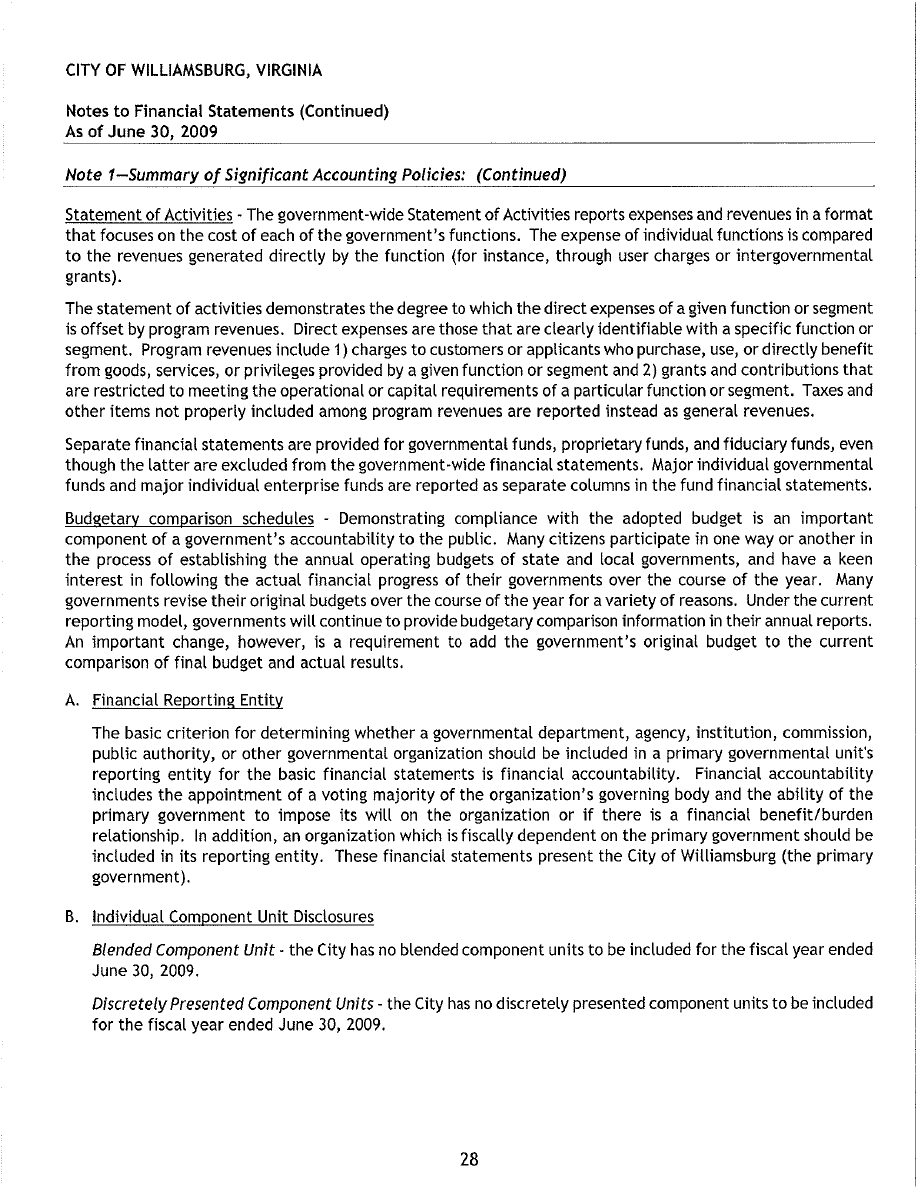 CITY OF WILLIAMSBURG, VIRGINIA
Notes to Financial Statements (Continued)
As of June 30, 2009
Note 1—Summary of Significant Accounting Policies: (Continued)
Statement of Activities - The government-wide Statement of Activities reports expenses and revenues in a format
that focuses on the cost of each of the government's functions. The expense of individual functions is compared
to the revenues generated directly by the function (for instance, through user charges or intergovernmental
grants).
The statement of activities demonstrates the degree to which the direct expenses of a given function or segment
is offset by program revenues. Direct expenses are those that are clearly identifiable with a specific function or
segment. Program revenues include 1) charges to customers or applicants who purchase, use, or directly benefit
from goods, services, or privileges provided by a given function or segment and 2) grants and contributions that
are restricted to meeting the operational or capital requirements of a particular function or segment. Taxes and
other items not properly included among program revenues are reported instead as general revenues.
Separate financial statements are provided for governmental funds, proprietary funds, and fiduciary funds, even
though the latter are excluded from the government-wide financial statements. Major individual governmental
funds and major individual enterprise funds are reported as separate columns in the fund financial statements.
Budgetary comparison schedules - Demonstrating compliance with the adopted budget is an important
component of a government's accountability to the public. Many citizens participate in one way or another in
the process of establishing the annual operating budgets of state and local governments, and have a keen
interest in following the actual financial progress of their governments over the course of the year. Many
governments revise their original budgets over the course of the year for a variety of reasons. Under the current
reporting model, governments will continue to provide budgetary comparison information in their annual reports.
An important change, however, is a requirement to add the government's original budget to the current
comparison of final budget and actual results.
A. Financial Reporting Entity
The basic criterion for determining whether a governmental department, agency, institution, commission,
public authority, or other governmental organization should be included in a primary governmental unit's
reporting entity for the basic financial statements is financial accountability. Financial accountability
includes the appointment of a voting majority of the organization's governing body and the ability of the
primary government to impose its will on the organization or if there is a financial benefit/burden
relationship. In addition, an organization which is fiscally dependent on the primary government should be
included in its reporting entity. These financial statements present the City of Williamsburg (the primary
government).
B. Individual Component Unit Disclosures
Blended Component Unit - the City has no blended component units to be included for the fiscal year ended
June 30, 2009.
Discretely Presented Component Units - the City has no discretely presented component units to be included
for the fiscal year ended June 30, 2009.
28